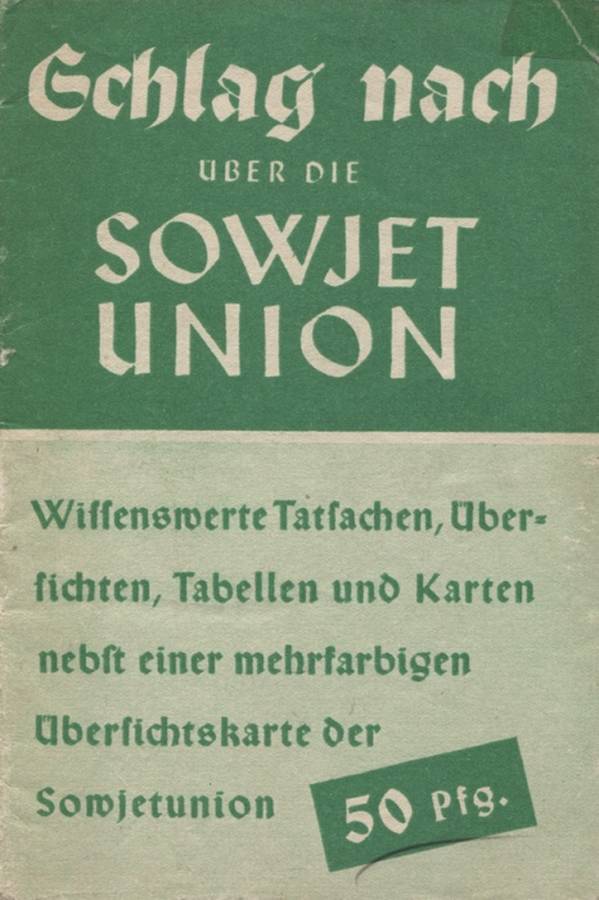 Schlag nach
ÜBER DIE
SOWJET
UNION
Wiſſenswerte Tatſachen, Über-
ſichten, Tabellen und Karten
nebſt einer mehrfarbigen
Überſichtskarte der
Sowjetunion
50 Pfg.